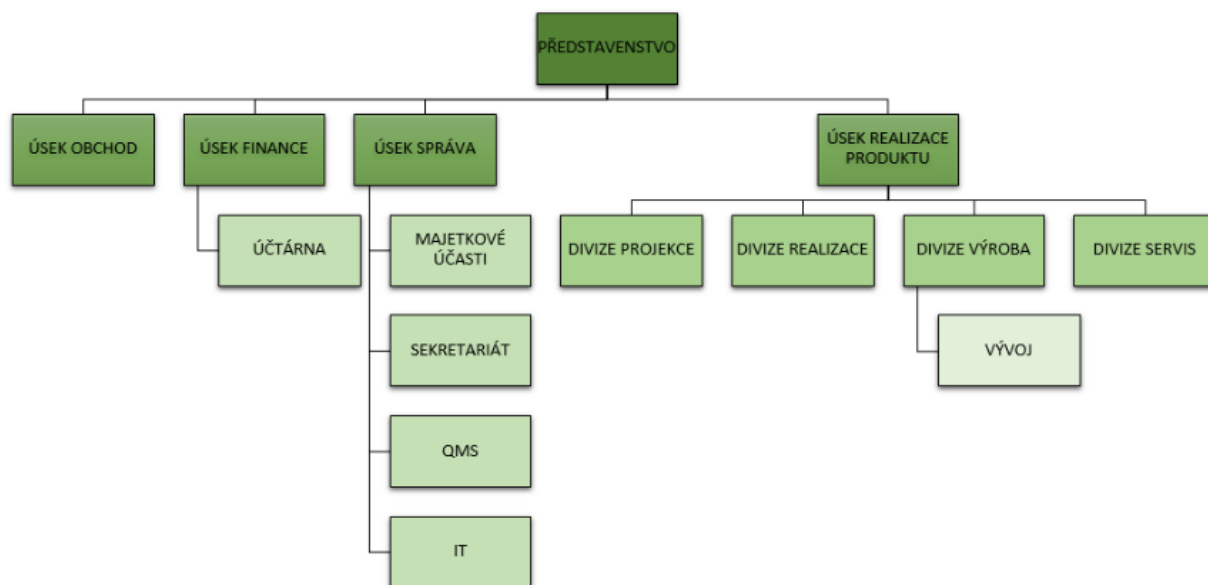 PŘEDSTAVENSTVO
ÚSEK OBCHOD
ÚSEK FINANCE
ÚSEK SPRÁVA
ÚSEK REALIZACE
PRODUKTU
ÚČTÁRNA
MAJETKOVÉ
ÚČASTI
DIVIZE PROJEKCE
DIVIZE REALIZACE
DIVIZE VÝROBA
DIVIZE SERVIS
SEKRETARIÁT
VÝVOJ
QMS
IT